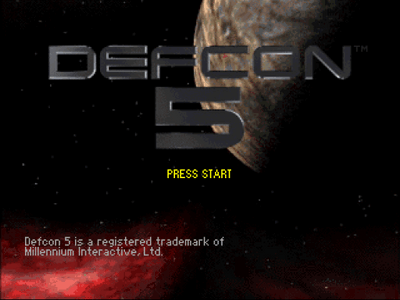 DEFCON™
5
PRESS START
Defcon 5 is a registered trademark of
Millennium Interactive, Ltd.